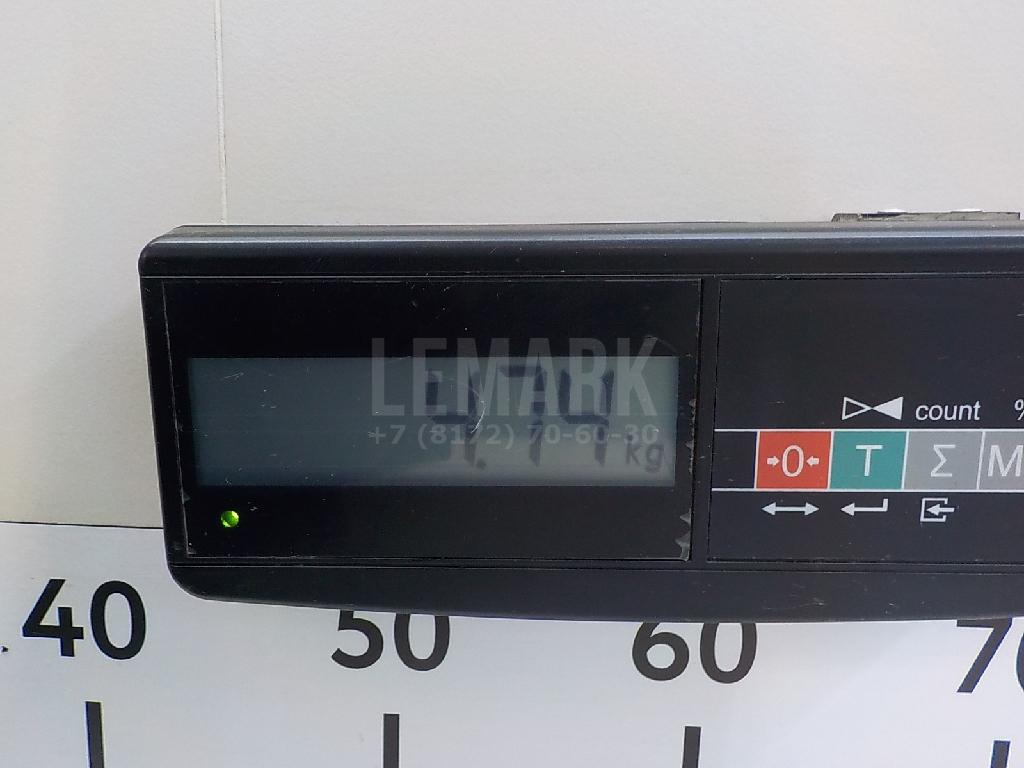 LEMARK
+7 (8172) 70-60-30
4.74 kg
count %
→0← T Σ M
40 50 60 70